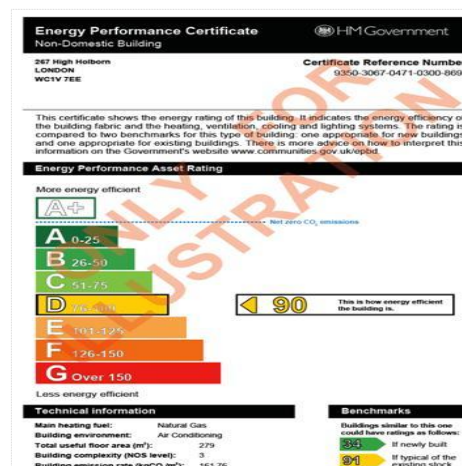 Energy Performance Certificate
HM Government
Non-Domestic Building
267 High Holborn
LONDON
WC1V 7EE
Certificate Reference Numbe
9350-3067-0471-0300-869
This certificate shows the energy rating of this building. It indicates the energy efficiency o
the building fabric and the heating, ventilation, cooling and lighting systems. The rating is
compared to two benchmarks for this type of building: one appropriate for new buildings
and one appropriate for existing buildings. There is more advice on how to interpret this
information on the Government's website www.communities.gov.uk/epbd.
Energy Performance Asset Rating
More energy efficient
A+
Net zero CO₂ emissions
A 0-25
B 26-50
C 51-75
D 76-100
90
This is how energy efficient
the building is.
E 101-125
F 126-150
G Over 150
Less energy efficient
Technical information
Main heating fuel: Natural Gas
Building environment: Air Conditioning
Total useful floor area (m²): 279
Building complexity (NOS level): 3
Building emission rate (kgCO₂/m²): 161.76
Benchmarks
Buildings similar to this one
could have ratings as follows:
34 If newly built
91 If typical of the
existing stock
ONLY FOR
ILLUSTRATION